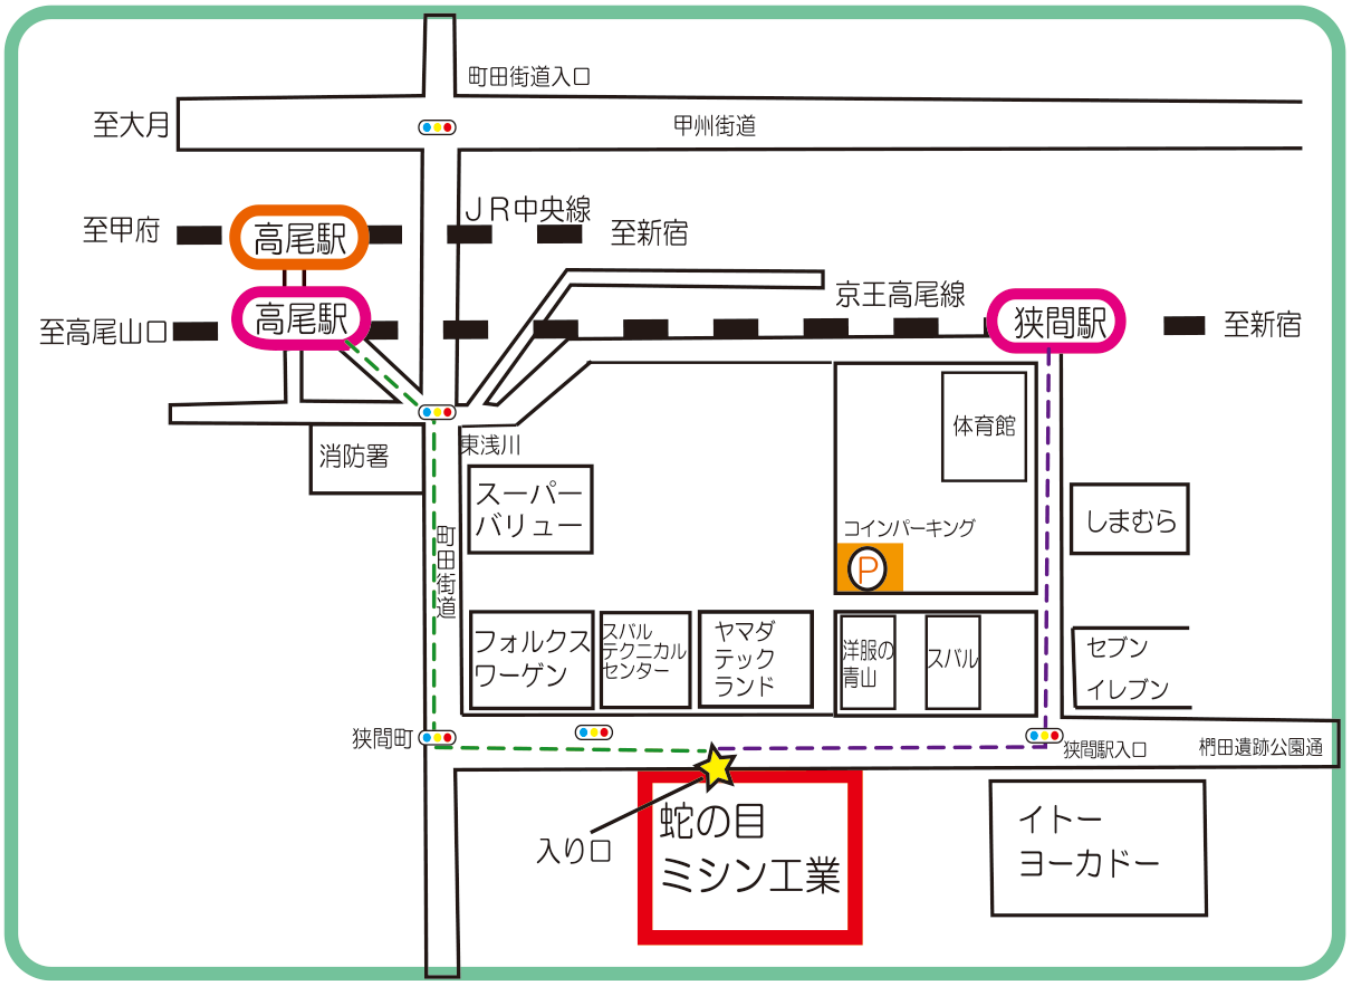 町田街道入口
至大月
甲州街道
JR中央線
至甲府
高尾駅
至新宿
京王高尾線
至高尾山口
高尾駅
狭間駅
至新宿
体育館
東浅川
消防署
スーパー
バリュー
しまむら
コインパーキング
P
町田街道
フォルクス
ワーゲン
スバル
テクニカル
センター
ヤマダ
テック
ランド
洋服の
青山
スバル
セブン
イレブン
狭間町
狭間駅入口
椚田遺跡公園通
入り口
蛇の目
ミシン工業
イトー
ヨーカドー